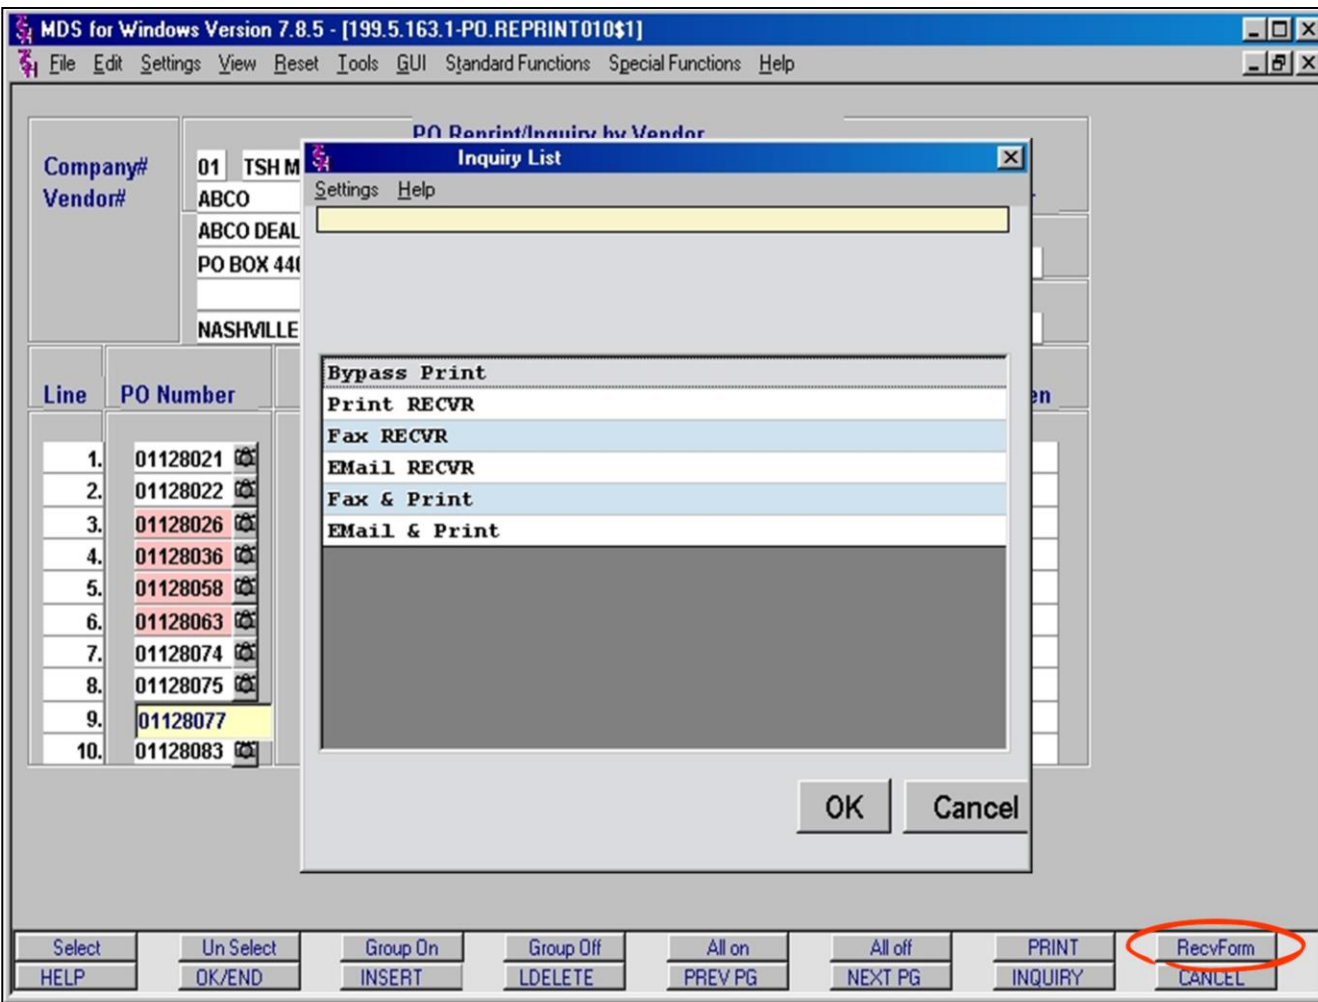 MDS for Windows Version 7.8.5 - [199.5.163.1-PO.REPRINT010$1]
File Edit Settings View Reset Tools GUI Standard Functions Special Functions Help
PO Reprint/Inquiry by Vendor
Company# 01 TSH M
Vendor# ABCO
ABCO DEAL
PO BOX 440
NASHVILLE
Inquiry List
Settings Help
Bypass Print
Print RECVR
Fax RECVR
EMail RECVR
Fax & Print
EMail & Print
OK Cancel
Line PO Number en
1. 01128021
2. 01128022
3. 01128026
4. 01128036
5. 01128058
6. 01128063
7. 01128074
8. 01128075
9. 01128077
10. 01128083
Select Un Select Group On Group Off All on All off PRINT RecvForm
HELP OK/END INSERT LDELETE PREV PG NEXT PG INQUIRY CANCEL